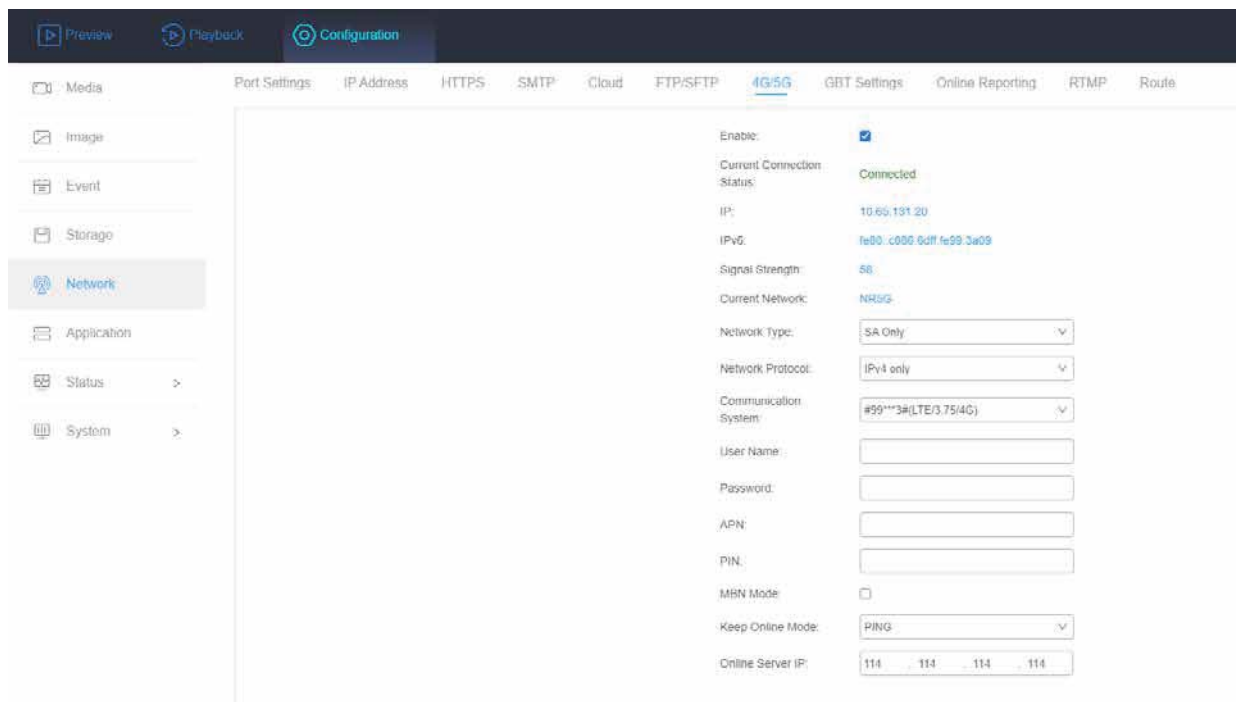 Preview Playback Configuration
Media
Image
Event
Storage
Network
Application
Status >
System >
Port Settings IP Address HTTPS SMTP Cloud FTP/SFTP 4G/5G GBT Settings Online Reporting RTMP Route
Enable:
Current Connection Status: Connected
IP: 10.65.131.20
IPv6:
Signal Strength: 58
Current Network: NR5G
Network Type: SA Only
Network Protocol: IPv4 only
Communication System: #99***3#(LTE/3.75/4G)
User Name:
Password:
APN:
PIN:
MBN Mode:
Keep Online Mode: PING
Online Server IP: 114 . 114 . 114 . 114